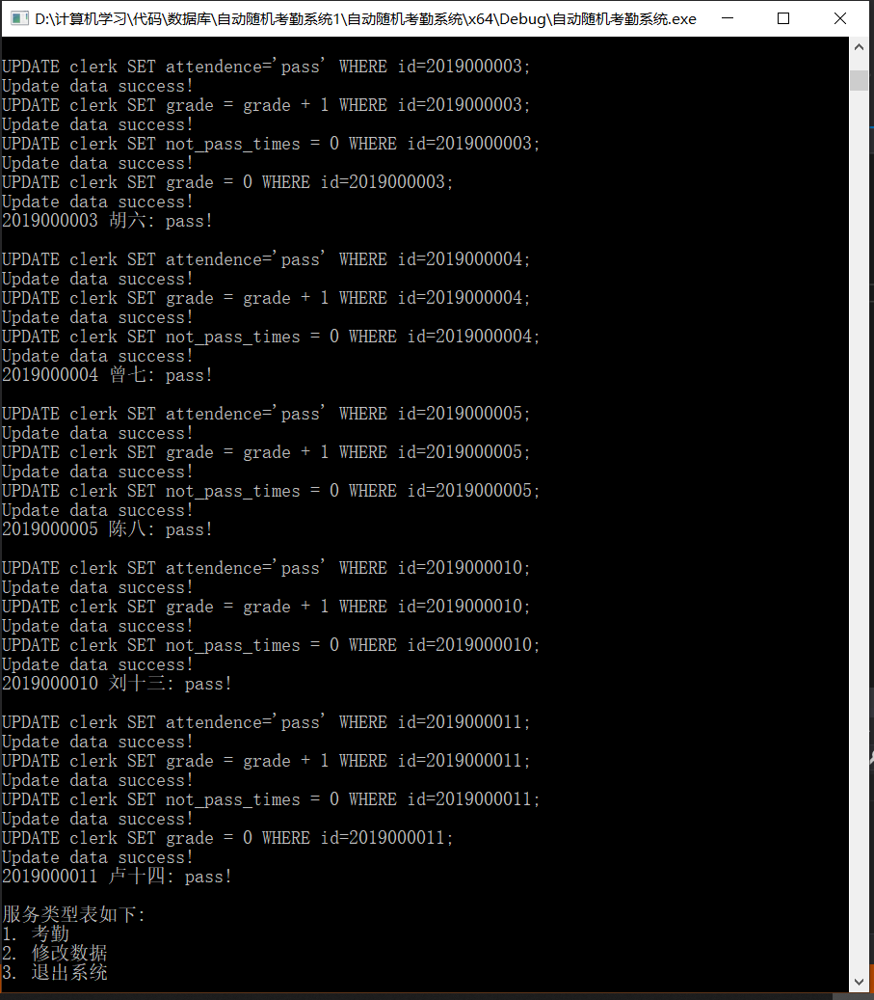 D:\计算机学习\代码\数据库\自动随机考勤系统1\自动随机考勤系统\x64\Debug\自动随机考勤系统.exe
UPDATE clerk SET attendence='pass' WHERE id=2019000003;
Update data success!
UPDATE clerk SET grade = grade + 1 WHERE id=2019000003;
Update data success!
UPDATE clerk SET not_pass_times = 0 WHERE id=2019000003;
Update data success!
UPDATE clerk SET grade = 0 WHERE id=2019000003;
Update data success!
2019000003 胡六: pass!
UPDATE clerk SET attendence='pass' WHERE id=2019000004;
Update data success!
UPDATE clerk SET grade = grade + 1 WHERE id=2019000004;
Update data success!
UPDATE clerk SET not_pass_times = 0 WHERE id=2019000004;
Update data success!
2019000004 曾七: pass!
UPDATE clerk SET attendence='pass' WHERE id=2019000005;
Update data success!
UPDATE clerk SET grade = grade + 1 WHERE id=2019000005;
Update data success!
UPDATE clerk SET not_pass_times = 0 WHERE id=2019000005;
Update data success!
2019000005 陈八: pass!
UPDATE clerk SET attendence='pass' WHERE id=2019000010;
Update data success!
UPDATE clerk SET grade = grade + 1 WHERE id=2019000010;
Update data success!
UPDATE clerk SET not_pass_times = 0 WHERE id=2019000010;
Update data success!
2019000010 刘十三: pass!
UPDATE clerk SET attendence='pass' WHERE id=2019000011;
Update data success!
UPDATE clerk SET grade = grade + 1 WHERE id=2019000011;
Update data success!
UPDATE clerk SET not_pass_times = 0 WHERE id=2019000011;
Update data success!
UPDATE clerk SET grade = 0 WHERE id=2019000011;
Update data success!
2019000011 卢十四: pass!
服务类型表如下:
1. 考勤
2. 修改数据
3. 退出系统